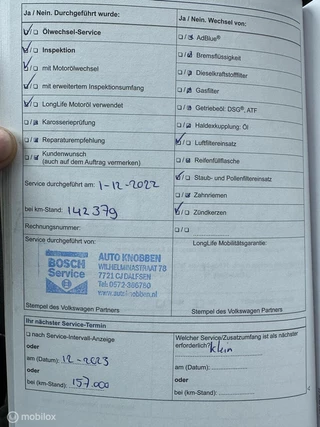 Ja / Nein. Durchgeführt wurde:
Ölwechsel-Service
Inspektion
mit Motorölwechsel
mit erweitertem Inspektionsumfang
LongLife Motoröl verwendet
Karosserieprüfung
Reparaturempfehlung
Kundenwunsch
(auch auf dem Auftrag vermerken)
Service durchgeführt am: 1-12-2022
bei km-Stand: 142379
Rechnungsnummer:
Service durchgeführt von:
BOSCH
Service
AUTO KNOBBEN
WILHELMINASTRAAT 78
7721 CJ DALFSEN
Tel: 0572-386750
www.autoknobben.nl
Stempel des Volkswagen Partners
Ja / Nein. Wechsel von:
AdBlue®
Bremsflüssigkeit
Dieselkraftstofffilter
Gasfilter
Getriebeöl: DSG®, ATF
Haldexkupplung: Öl
Luftfiltereinsatz
Reifenfüllflasche
Staub- und Pollenfiltereinsatz
Zahnriemen
Zündkerzen
LongLife Mobilitätsgarantie:
Stempel des Volkswagen Partners
Ihr nächster Service-Termin
nach Service-Intervall-Anzeige
oder
am (Datum): 12-2023
oder
bei (km-Stand): 157.000
Welcher Service/Zusatzumfang ist als nächster
erforderlich? klein
am (Datum):
oder
bei (km-Stand):
mobilox